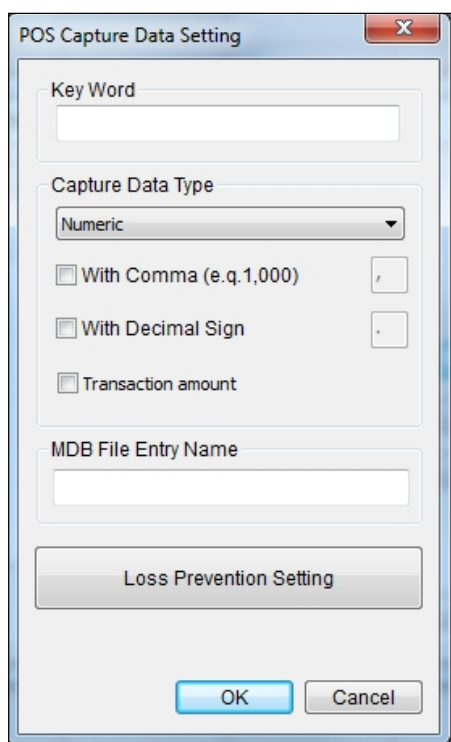 POS Capture Data Setting
x
Key Word
Capture Data Type
Numeric
With Comma (e.q.1,000) ,
With Decimal Sign .
Transaction amount
MDB File Entry Name
Loss Prevention Setting
OK Cancel